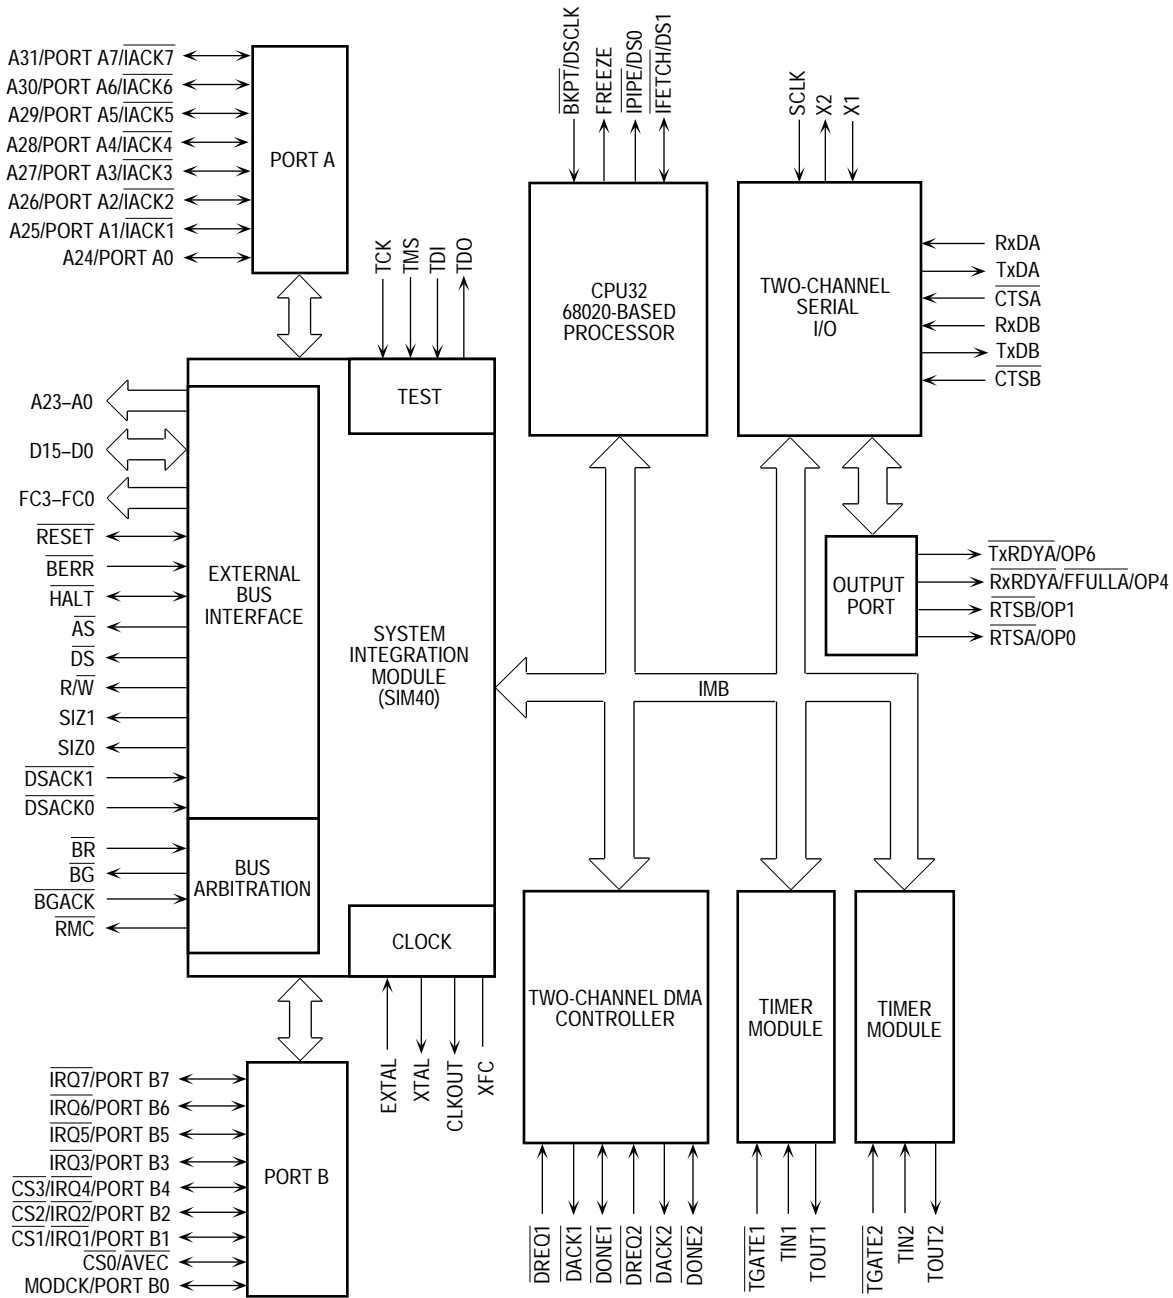 A31/PORT A7/IACK7
A30/PORT A6/IACK6
A29/PORT A5/IACK5
A28/PORT A4/IACK4
A27/PORT A3/IACK3
A26/PORT A2/IACK2
A25/PORT A1/IACK1
A24/PORT A0
PORT A
TCK
TMS
TDI
TDO
TEST
BKPT/DSCLK
FREEZE
IPIPE/DS0
IFETCH/DS1
CPU32
68020-BASED
PROCESSOR
SCLK
X2
X1
TWO-CHANNEL
SERIAL
I/O
RxDA
TxDA
CTSA
RxDB
TxDB
CTSB
OUTPUT
PORT
TxRDYA/OP6
RxRDYA/FFULLA/OP4
RTSB/OP1
RTSA/OP0
A23–A0
D15–D0
FC3–FC0
RESET
BERR
HALT
AS
DS
R/W
SIZ1
SIZ0
DSACK1
DSACK0
EXTERNAL
BUS
INTERFACE
SYSTEM
INTEGRATION
MODULE
(SIM40)
IMB
BR
BG
BGACK
RMC
BUS
ARBITRATION
CLOCK
EXTAL
XTAL
CLKOUT
XFC
IRQ7/PORT B7
IRQ6/PORT B6
IRQ5/PORT B5
IRQ3/PORT B3
CS3/IRQ4/PORT B4
CS2/IRQ2/PORT B2
CS1/IRQ1/PORT B1
CS0/AVEC
MODCK/PORT B0
PORT B
TWO-CHANNEL DMA
CONTROLLER
DREQ1
DACK1
DONE1
DREQ2
DACK2
DONE2
TIMER
MODULE
TGATE1
TIN1
TOUT1
TIMER
MODULE
TGATE2
TIN2
TOUT2